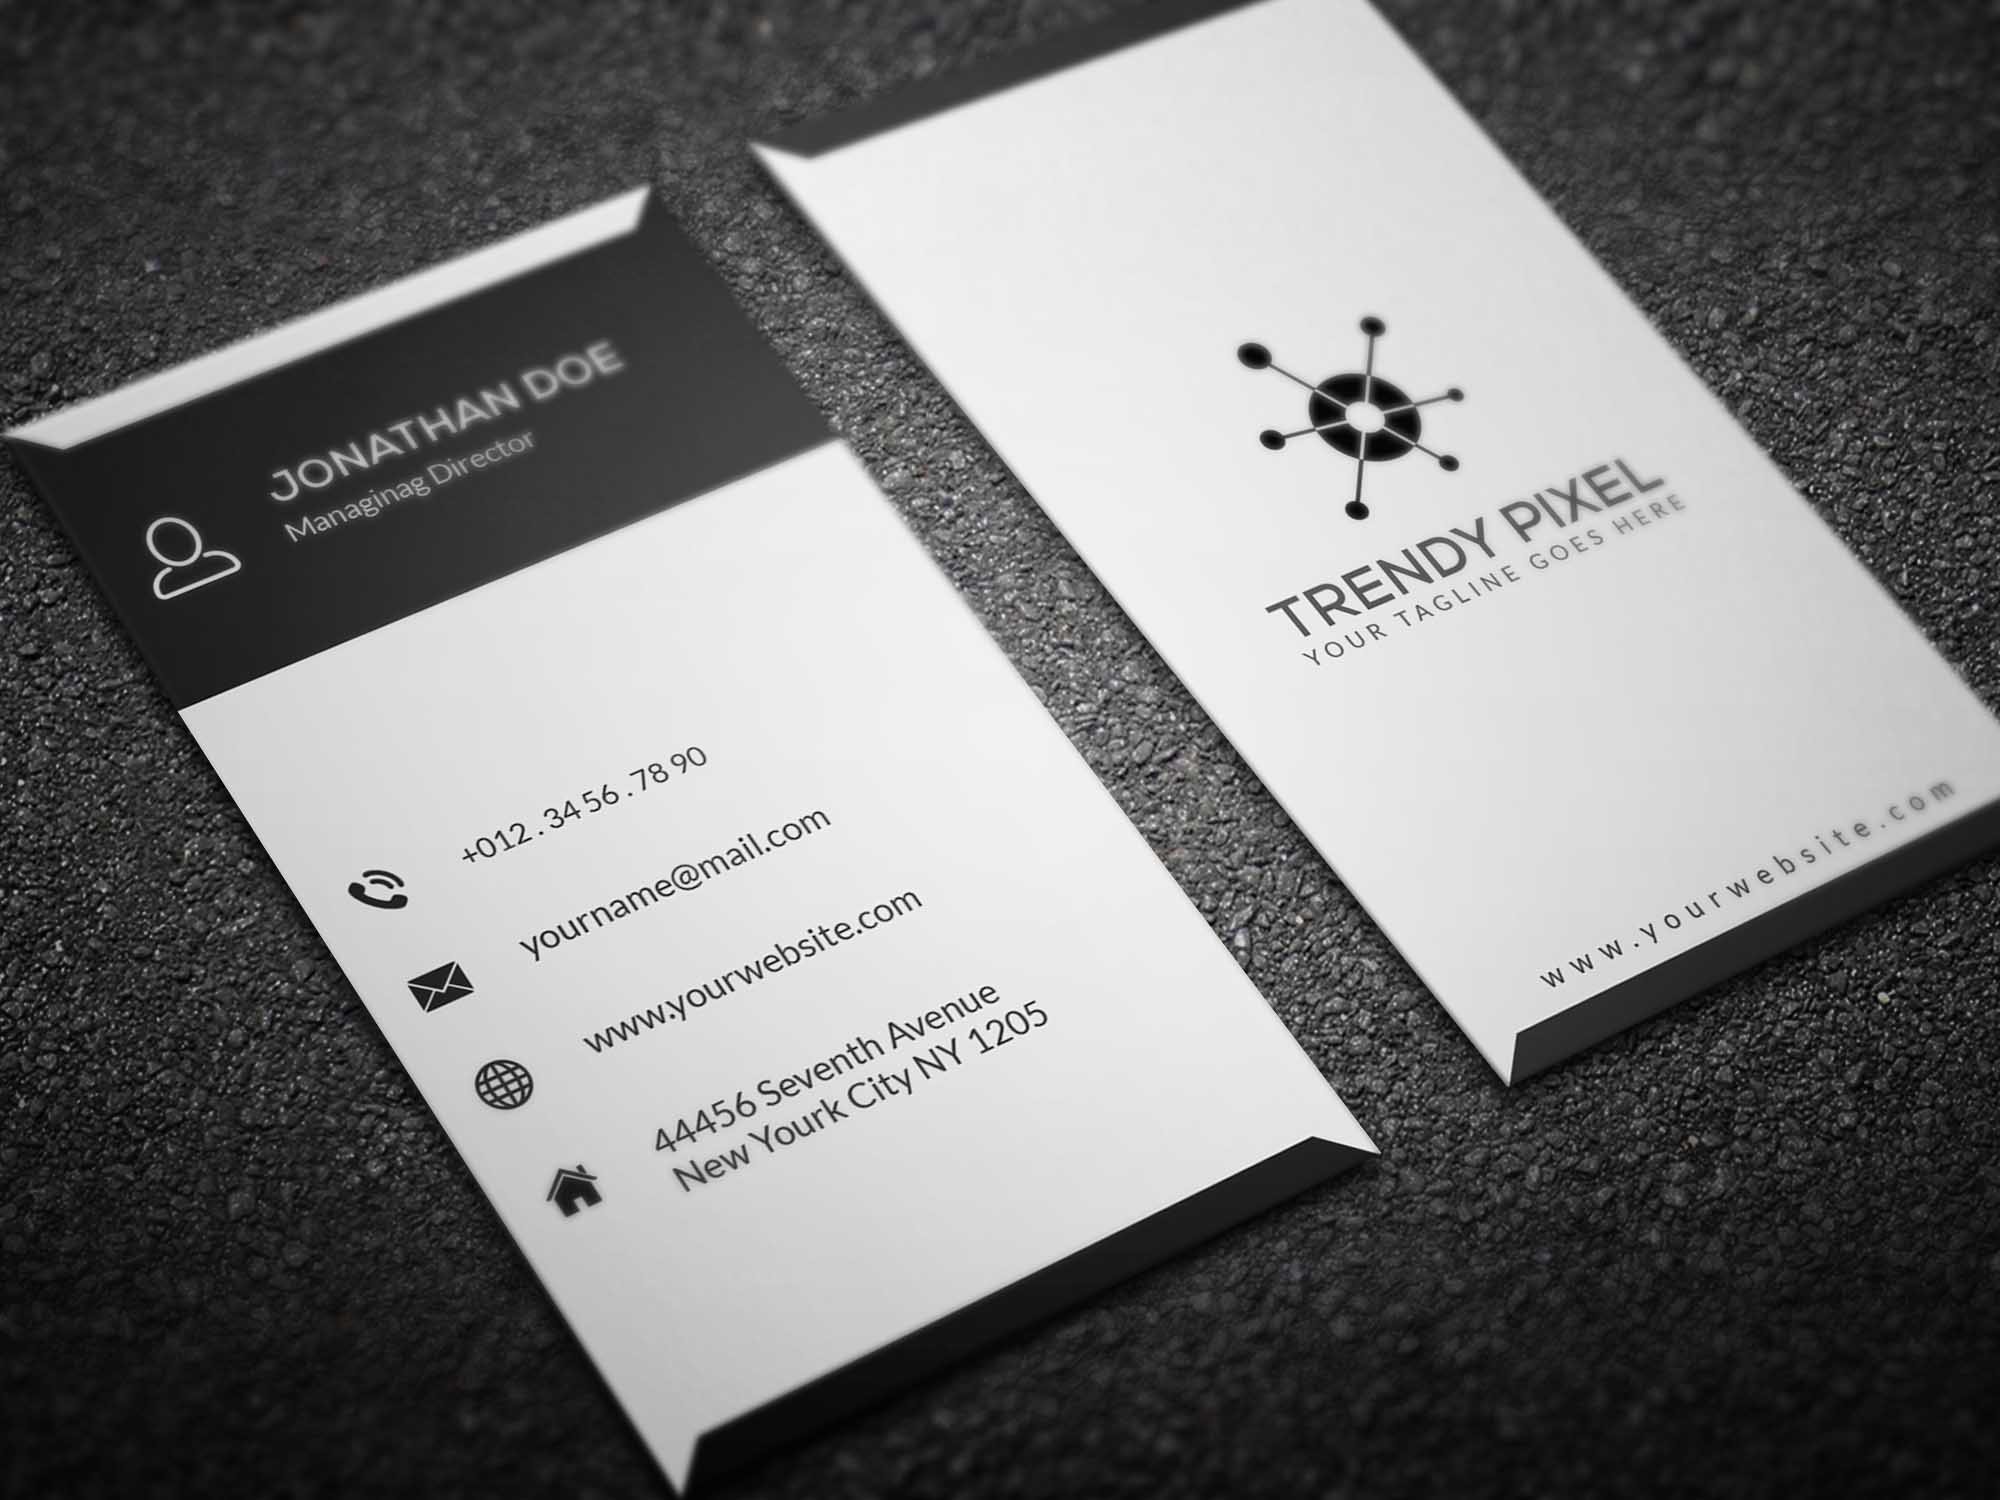 JONATHAN DOE
Managinag Director
+012 . 34 56 . 78 90
yourname@mail.com
www.yourwebsite.com
44456 Seventh Avenue
New Yourk City NY 1205
TRENDY PIXEL
YOUR TAGLINE GOES HERE
www.yourwebsite.com